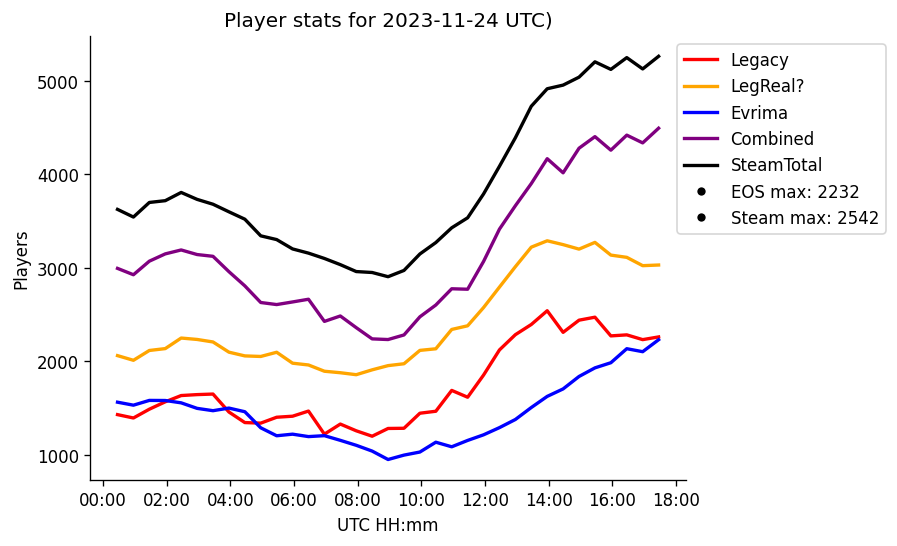 Player stats for 2023-11-24 UTC)
Players
5000
4000
3000
2000
1000
00:00 02:00 04:00 06:00 08:00 10:00 12:00 14:00 16:00 18:00
UTC HH:mm
Legacy
LegReal?
Evrima
Combined
SteamTotal
EOS max: 2232
Steam max: 2542